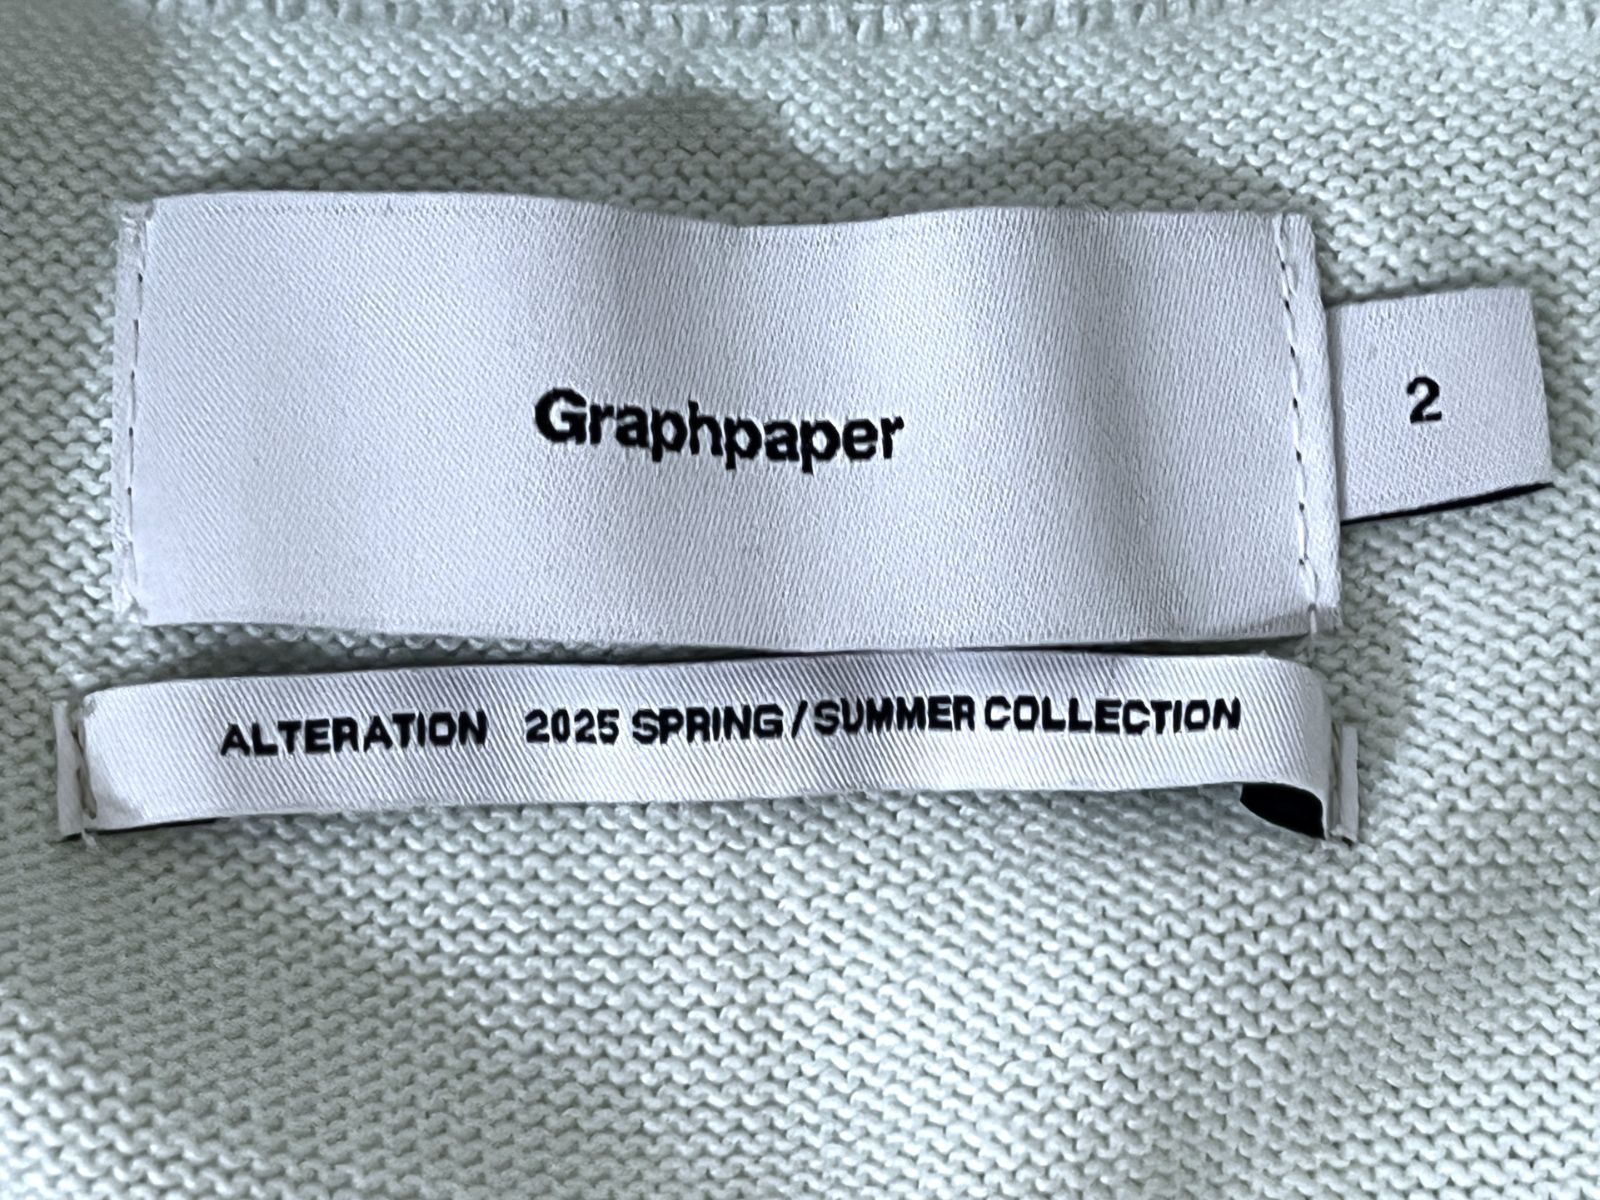 Graphpaper
2
ALTERATION 2025 SPRING / SUMMER COLLECTION